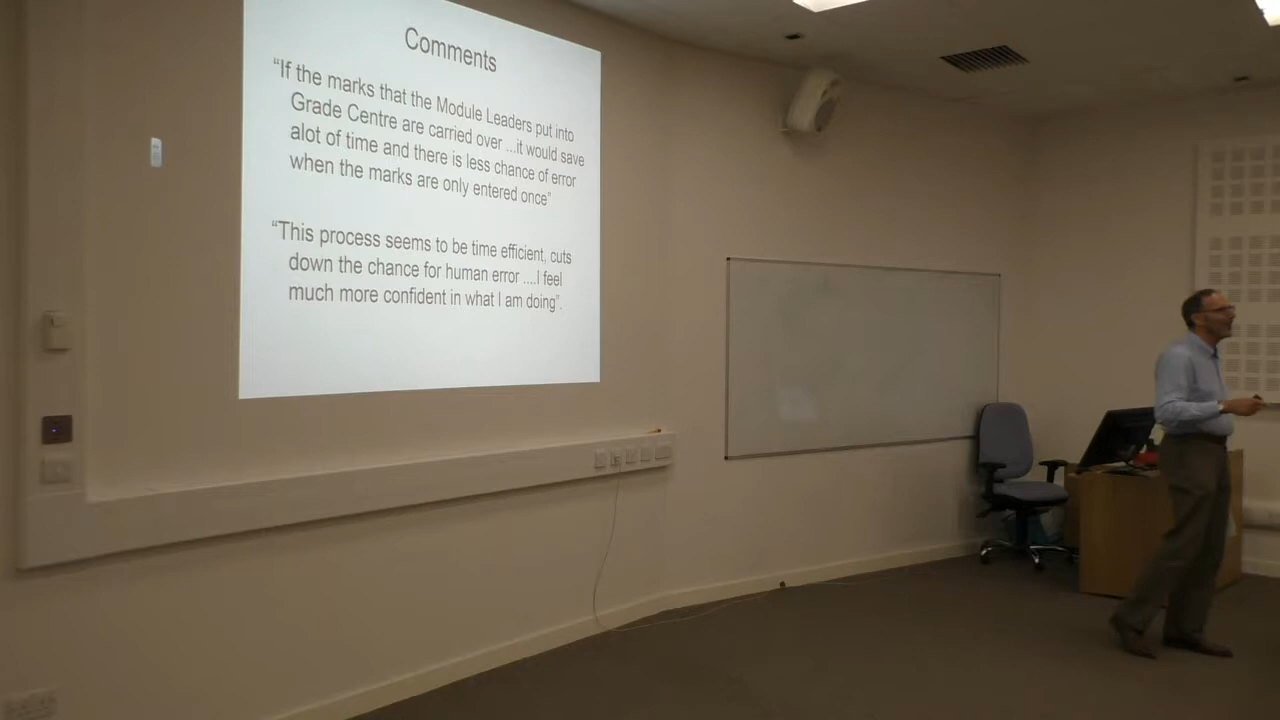 Comments
“If the marks that the Module Leaders put into
Grade Centre are carried over ...it would save
alot of time and there is less chance of error
when the marks are only entered once”
“This process seems to be time efficient, cuts
down the chance for human error ....I feel
much more confident in what I am doing”.